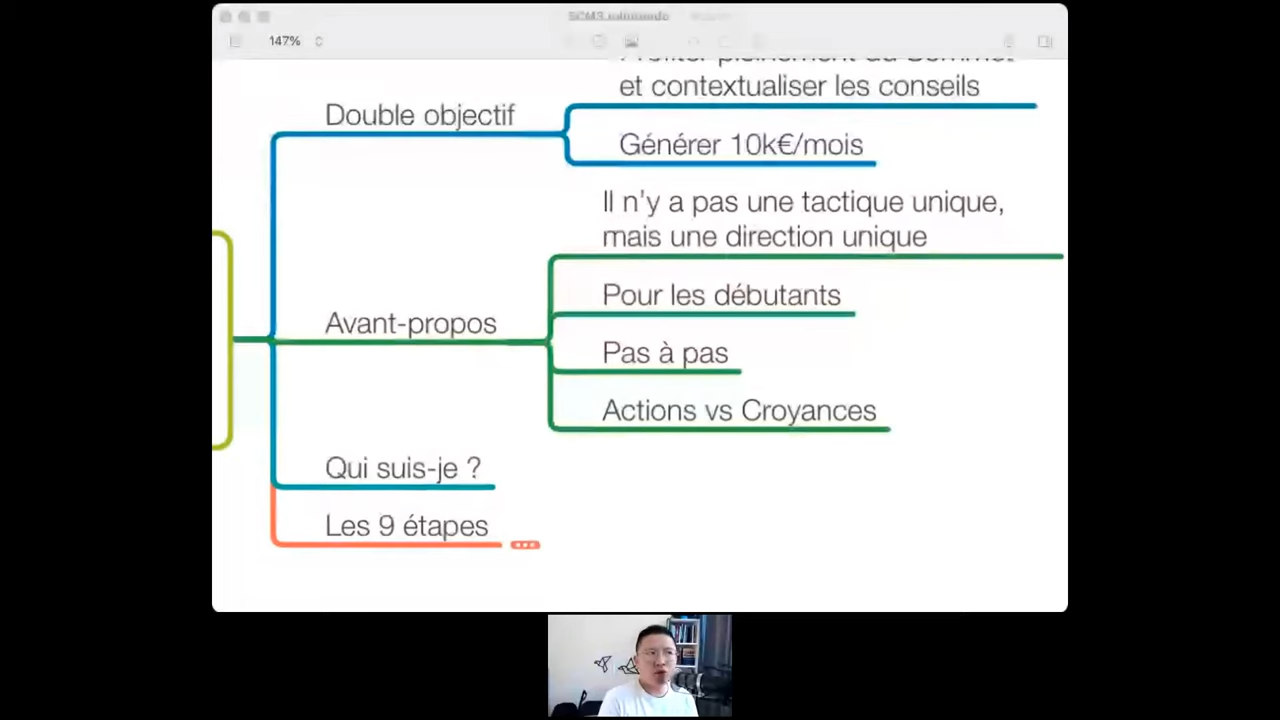 147%
et contextualiser les conseils
Double objectif
Générer 10k€/mois
Il n'y a pas une tactique unique,
mais une direction unique
Pour les débutants
Avant-propos
Pas à pas
Actions vs Croyances
Qui suis-je ?
Les 9 étapes